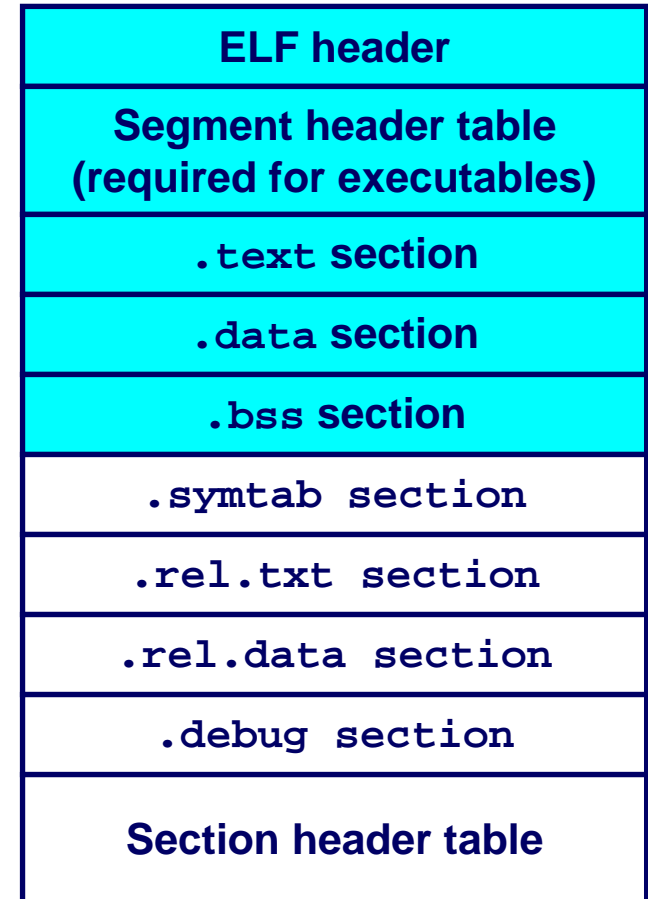 ELF header
Segment header table
(required for executables)
.text section
.data section
.bss section
.symtab section
.rel.txt section
.rel.data section
.debug section
Section header table